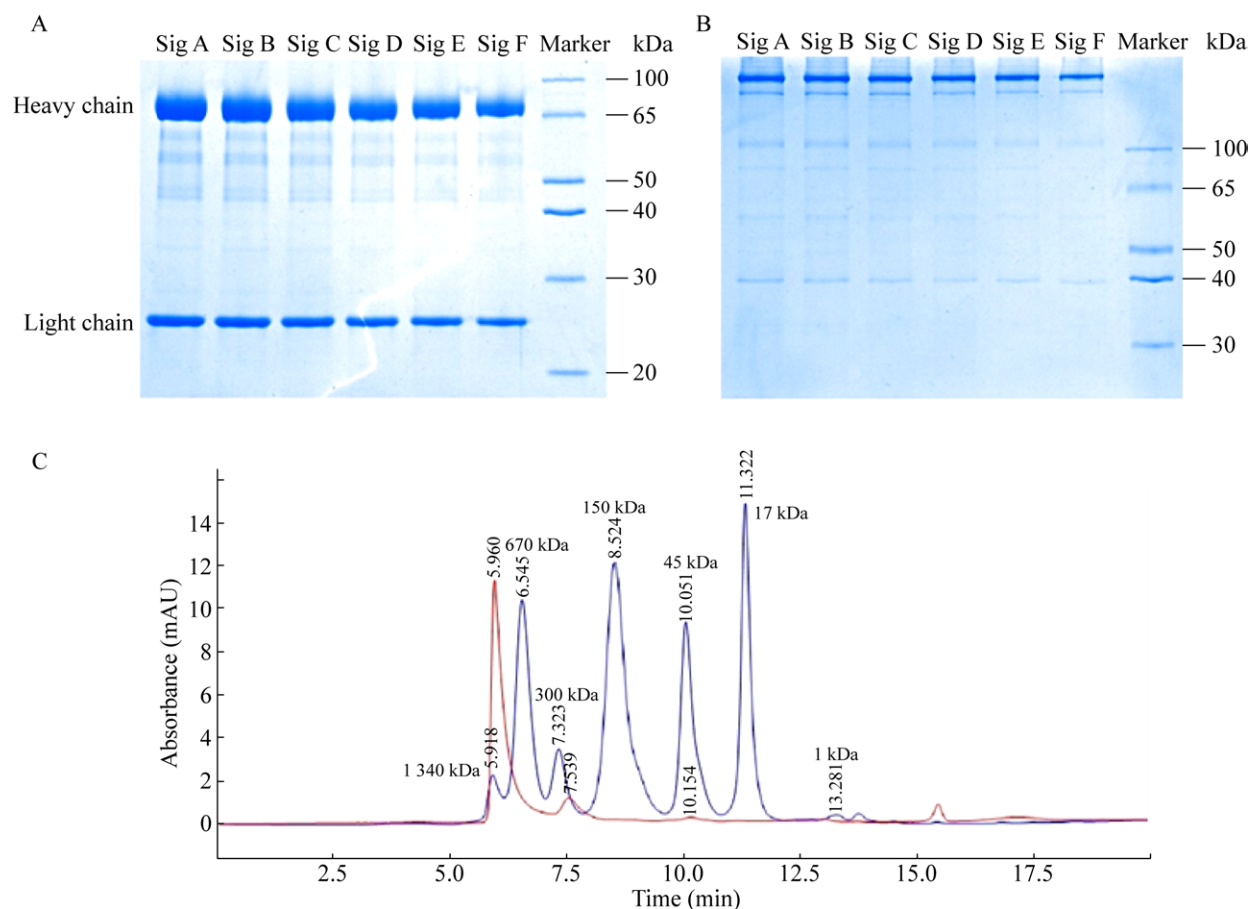 A
B
Sig A Sig B Sig C Sig D Sig E Sig F Marker kDa
Sig A Sig B Sig C Sig D Sig E Sig F Marker kDa
Heavy chain
Light chain
100
65
50
40
30
20
100
65
50
40
30
C
Absorbance (mAU)
14
12
10
8
6
4
2
0
1 340 kDa
5.918
5.960
670 kDa
6.545
300 kDa
7.323
7.539
150 kDa
8.524
45 kDa
10.051
10.154
11.322
17 kDa
1 kDa
13.281
2.5 5.0 7.5 10.0 12.5 15.0 17.5
Time (min)